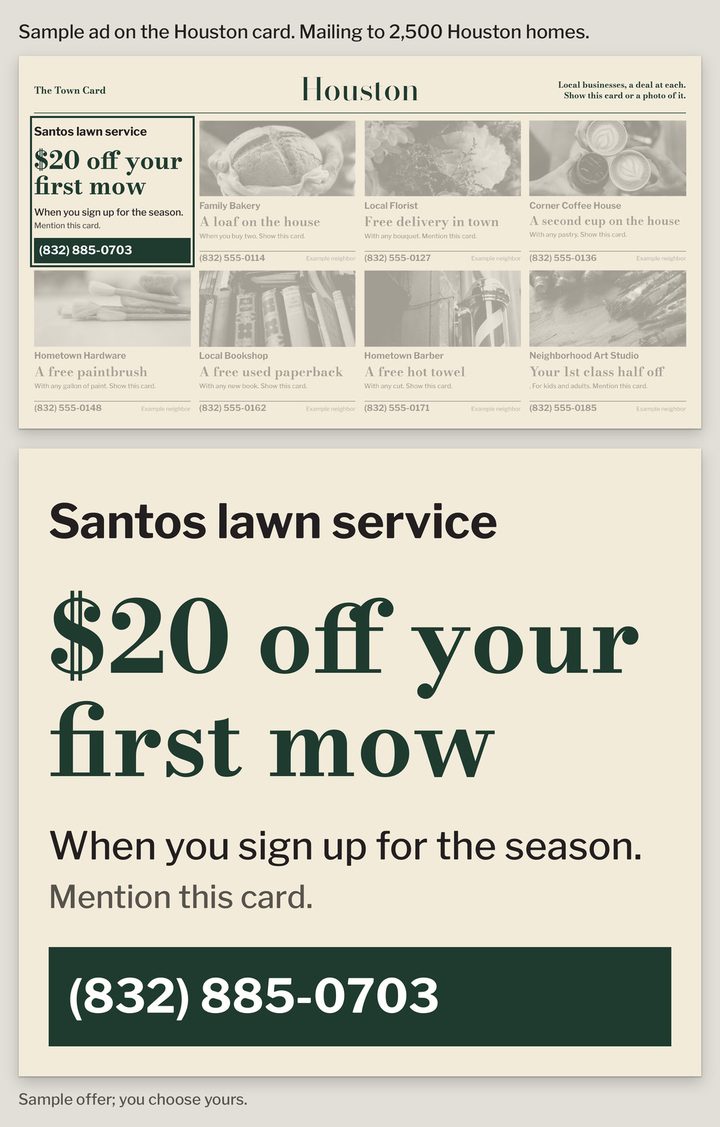 Sample ad on the Houston card. Mailing to 2,500 Houston homes.
The Town Card
Houston
Local businesses, a deal at each.
Show this card or a photo of it.
Santos lawn service
$20 off your
first mow
When you sign up for the season.
Mention this card.
(832) 885-0703
Family Bakery
A loaf on the house
When you buy two. Show this card.
(832) 555-0114 Example neighbor
Local Florist
Free delivery in town
With any bouquet. Mention this card.
(832) 555-0127 Example neighbor
Corner Coffee House
A second cup on the house
With any pastry. Show this card.
(832) 555-0136 Example neighbor
Hometown Hardware
A free paintbrush
With any gallon of paint. Show this card.
(832) 555-0148 Example neighbor
Local Bookshop
A free used paperback
With any new book. Show this card.
(832) 555-0162 Example neighbor
Hometown Barber
A free hot towel
With any cut. Show this card.
(832) 555-0171 Example neighbor
Neighborhood Art Studio
Your 1st class half off
For kids and adults. Mention this card.
(832) 555-0185 Example neighbor
Santos lawn service
$20 off your
first mow
When you sign up for the season.
Mention this card.
(832) 885-0703
Sample offer; you choose yours.